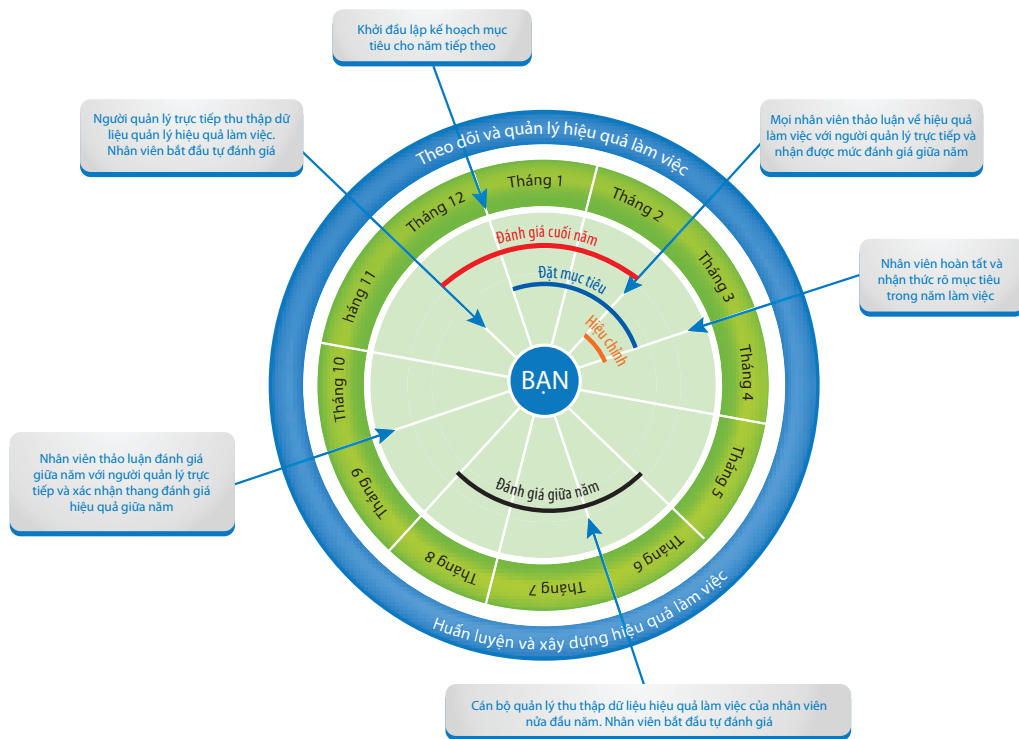 Khởi đầu lập kế hoạch mục
tiêu cho năm tiếp theo
Người quản lý trực tiếp thu thập dữ
liệu quản lý hiệu quả làm việc.
Nhân viên bắt đầu tự đánh giá
Mọi nhân viên thảo luận về hiệu quả
làm việc với người quản lý trực tiếp và
nhận được mức đánh giá giữa năm
Nhân viên hoàn tất và
nhận thức rõ mục tiêu
trong năm làm việc
Theo dõi và quản lý hiệu quả làm việc
Tháng 1
Tháng 2
Tháng 3
Tháng 4
Tháng 5
Tháng 6
Tháng 7
Tháng 8
Tháng 9
Tháng 10
háng 11
Tháng 12
Đánh giá cuối năm
Đặt mục tiêu
Hiệu chỉnh
BẠN
Đánh giá giữa năm
Huấn luyện và xây dựng hiệu quả làm việc
Nhân viên thảo luận đánh giá
giữa năm với người quản lý trực
tiếp và xác nhận thang đánh giá
hiệu quả giữa năm
Cán bộ quản lý thu thập dữ liệu hiệu quả làm việc của nhân viên
nửa đầu năm. Nhân viên bắt đầu tự đánh giá